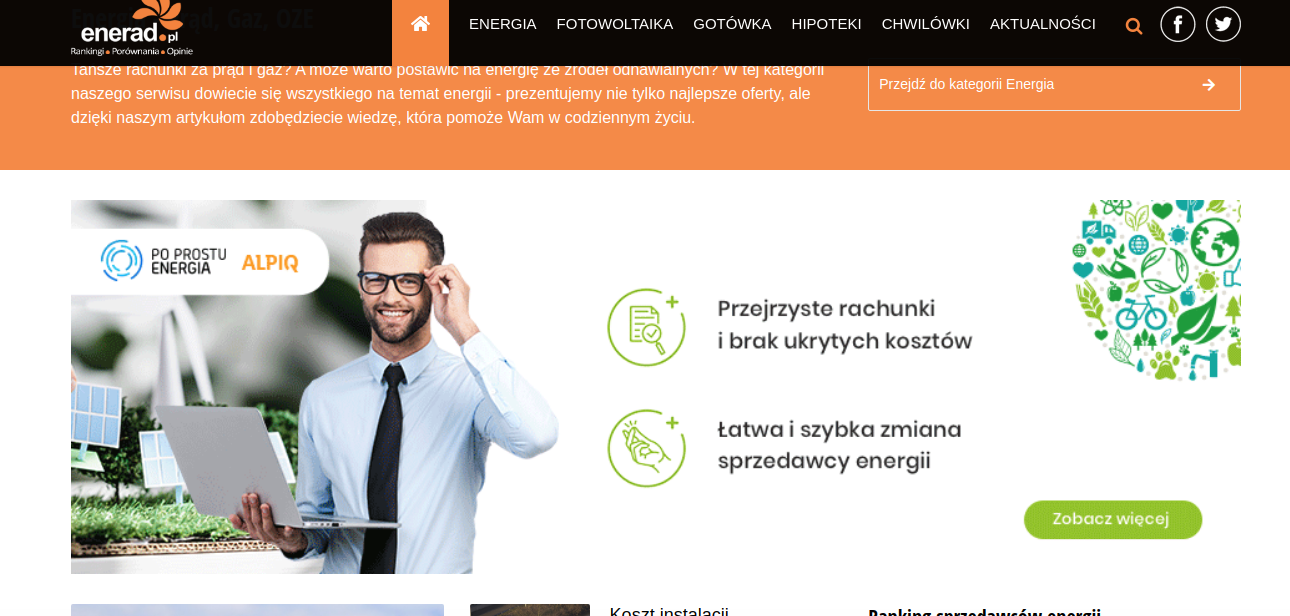 enerad.pl
Rankingi • Porównania • Opinie
ENERGIA FOTOWOLTAIKA GOTÓWKA HIPOTEKI CHWILÓWKI AKTUALNOŚCI
Tańsze rachunki za prąd i gaz? A może warto postawić na energię ze źródeł odnawialnych? W tej kategorii
naszego serwisu dowiecie się wszystkiego na temat energii - prezentujemy nie tylko najlepsze oferty, ale
dzięki naszym artykułom zdobędziecie wiedzę, która pomoże Wam w codziennym życiu.
Przejdź do kategorii Energia
PO PROSTU
ENERGIA
ALPIQ
Przejrzyste rachunki
i brak ukrytych kosztów
Łatwa i szybka zmiana
sprzedawcy energii
Zobacz więcej
Koszt instalacji
Ranking sprzedawców energii